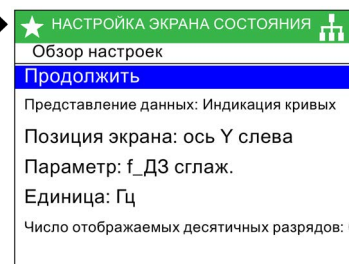 НАСТРОЙКА ЭКРАНА СОСТОЯНИЯ
Обзор настроек
Продолжить
Представление данных: Индикация кривых
Позиция экрана: ось Y слева
Параметр: f_ДЗ сглаж.
Единица: Гц
Число отображаемых десятичных разрядов: